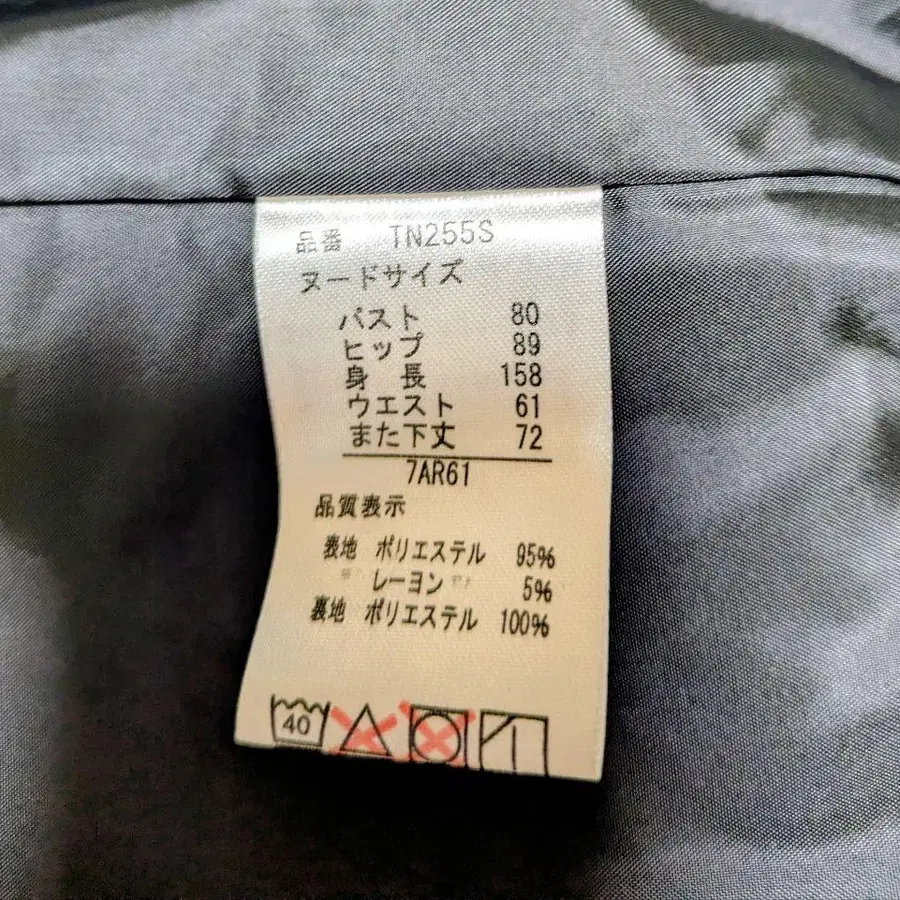 品番 TN255S
ヌードサイズ
バスト 80
ヒップ 89
身長 158
ウエスト 61
また下丈 72
7AR61
品質表示
表地 ポリエステル 95%
レーヨン 5%
裏地 ポリエステル 100%
40